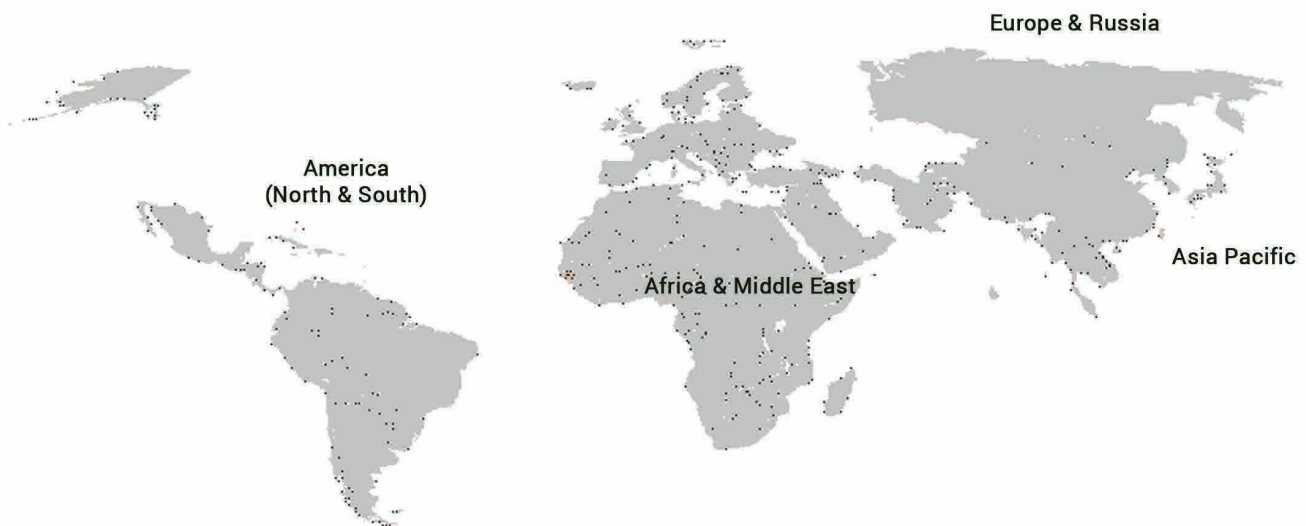 Europe & Russia
America
(North & South)
Asia Pacific
Africa & Middle East